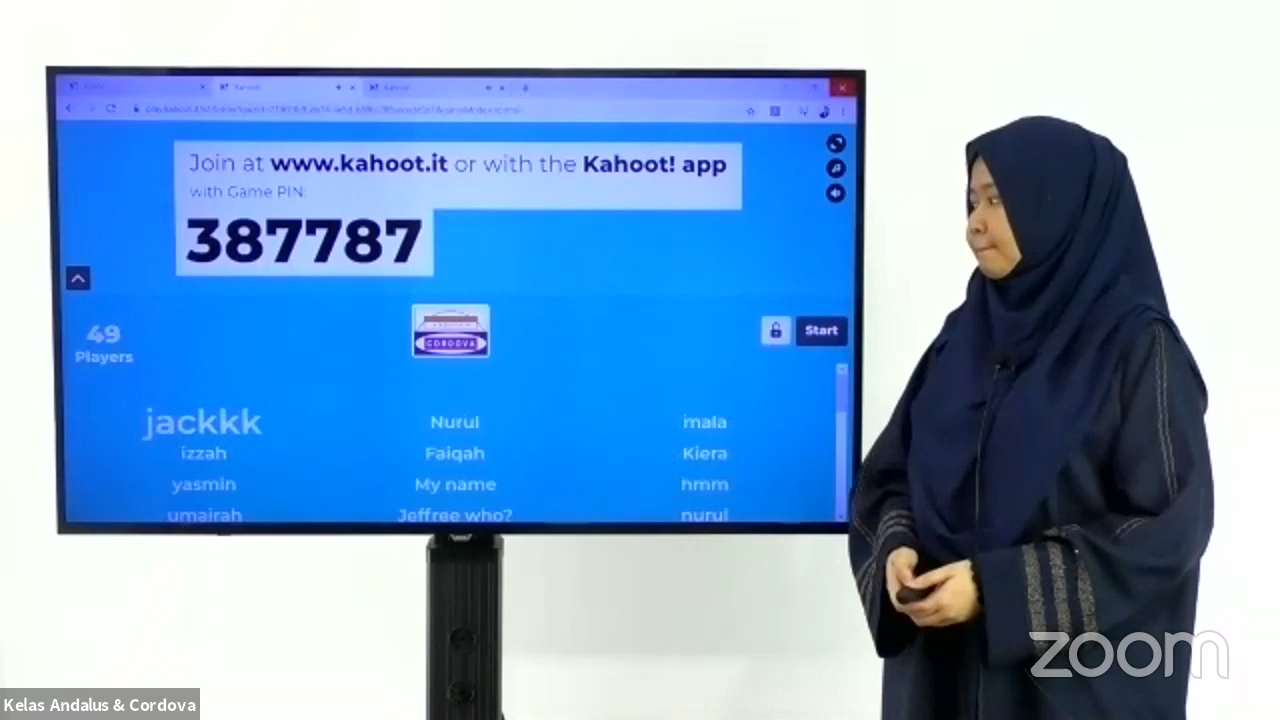 Join at www.kahoot.it or with the Kahoot! app
with Game PIN:
387787
49
Players
CORDOVA
Start
jackkk
Nurul
mala
izzah
Faiqah
Kiera
yasmin
My name
hmm
umairah
Jeffree who?
nurul
zoom
Kelas Andalus & Cordova